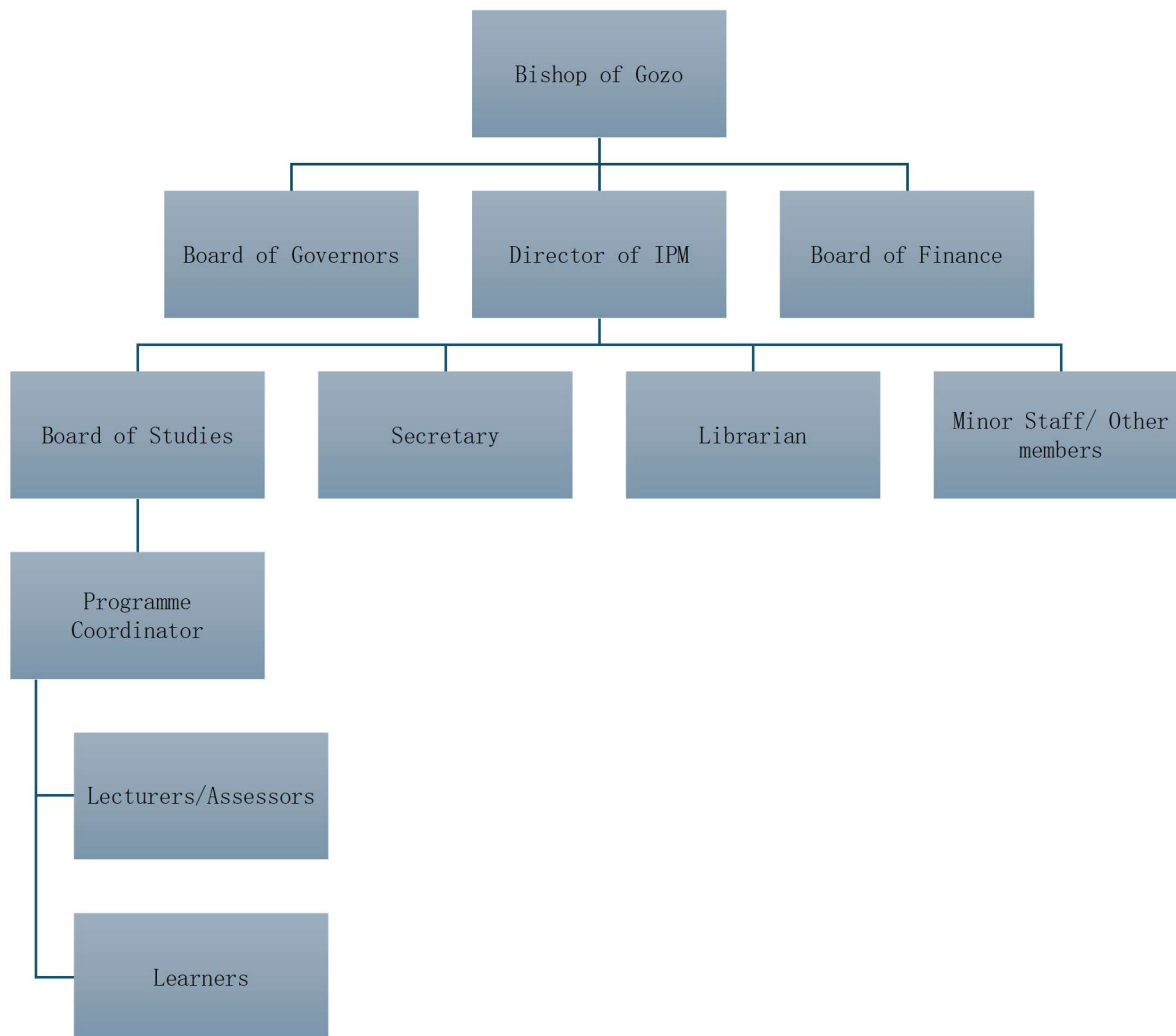 Bishop of Gozo
Board of Governors
Director of IPM
Board of Finance
Board of Studies
Secretary
Librarian
Minor Staff/ Other
members
Programme
Coordinator
Lecturers/Assessors
Learners